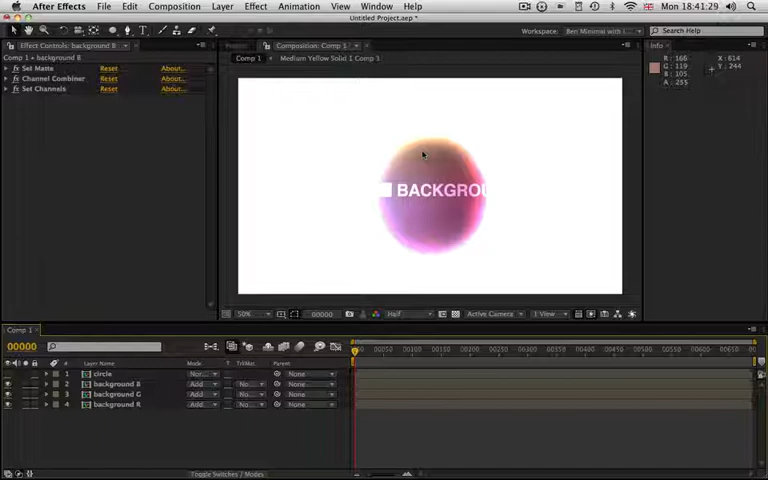 After Effects File Edit Composition Layer Effect Animation View Window Help Mon 18:41:29
Untitled Project.aep *
Workspace: Ben Minimal with I Search Help
Effect Controls: background B Composition: Comp 1 Info
Comp 1 • background B Comp 1 Medium Yellow Solid 1 Comp 1
R : 166 X : 614
G : 119 Y : 244
B : 105
A : 255
fx Set Matte Reset About...
fx Channel Combiner Reset About...
fx Set Channels Reset About...
BACKGROU
50% 00000 Half Active Camera 1 View
Comp 1
00000 00050 00100 00150 00200 00250 00300 00350 00400 00450 00500 00550 00600 00650
# Layer Name Mode T TrkMat Parent
1 circle Nor... None
2 background B Add No... None
3 background G Add No... None
4 background R Add No... None
Toggle Switches / Modes